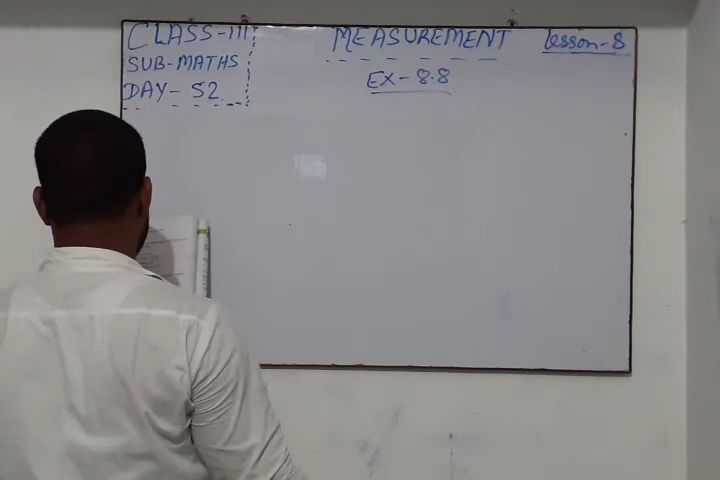 CLASS-III
SUB-MATHS
DAY-52
MEASUREMENT
EX-8.8
Lesson-8